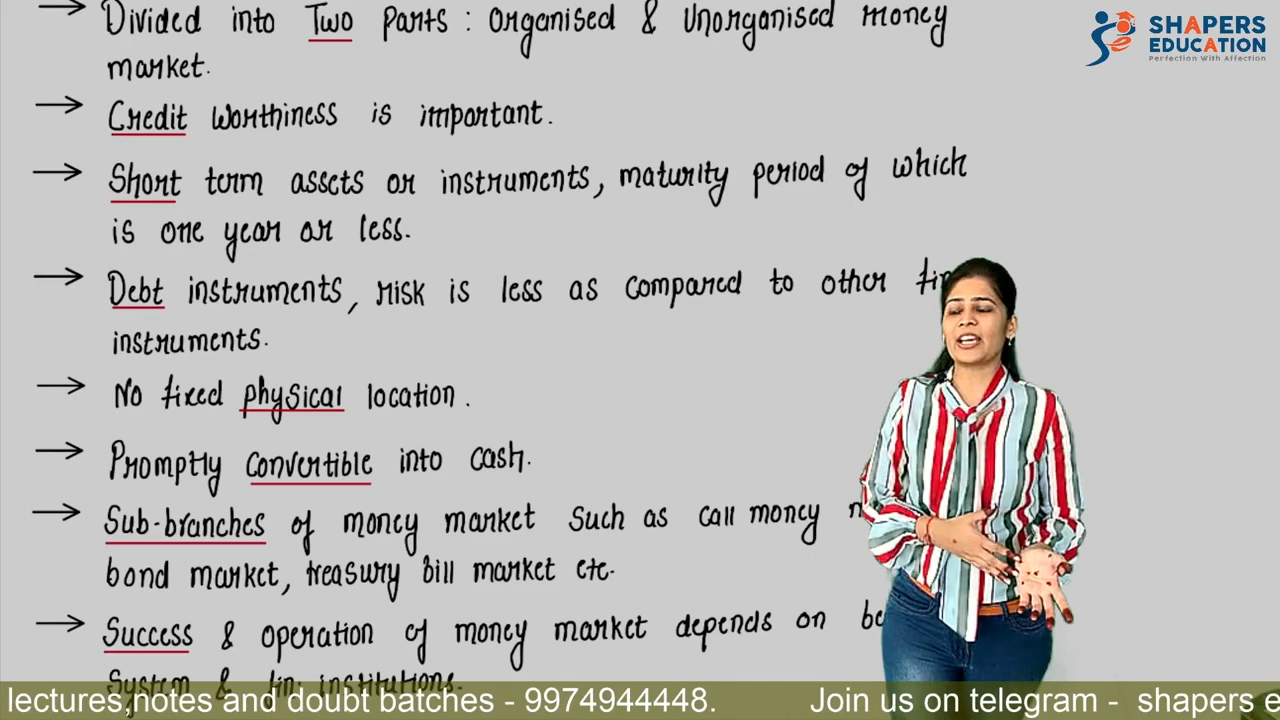 → Divided into Two parts : organised & unorganised money
SHAPERS
EDUCATION
Perfection With Affection
market.
→ Credit worthiness is important.
→ Short term assets or instruments, maturity period of which
is one year or less.
→ Debt instruments, risk is less as compared to other fin
instruments.
→ No fixed physical location.
→ Promptly convertible into cash.
→ Sub-branches of money market such as call money
bond market, treasury bill market etc.
→ Success & operation of money market depends on
system & fin. institutions.
lectures,notes and doubt batches - 9974944448. Join us on telegram - shapers e